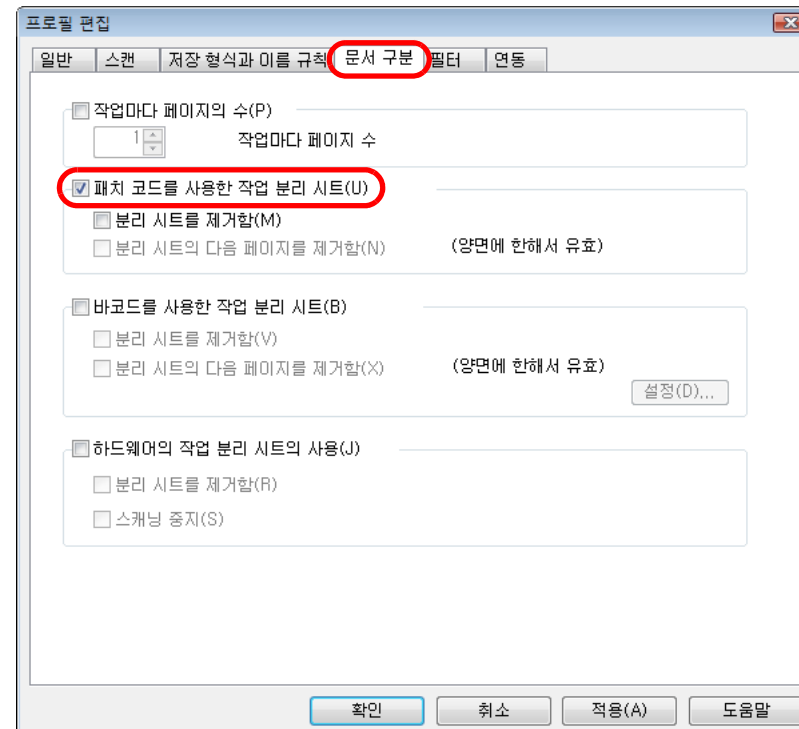 프로필 편집
일반 스캔 저장 형식과 이름 규칙 문서 구분 필터 연동
작업마다 페이지의 수(P)
1 작업마다 페이지 수
패치 코드를 사용한 작업 분리 시트(U)
분리 시트를 제거함(M)
분리 시트의 다음 페이지를 제거함(N) (양면에 한해서 유효)
바코드를 사용한 작업 분리 시트(B)
분리 시트를 제거함(V)
분리 시트의 다음 페이지를 제거함(X) (양면에 한해서 유효)
설정(D)...
하드웨어의 작업 분리 시트의 사용(J)
분리 시트를 제거함(R)
스캐닝 중지(S)
확인 취소 적용(A) 도움말